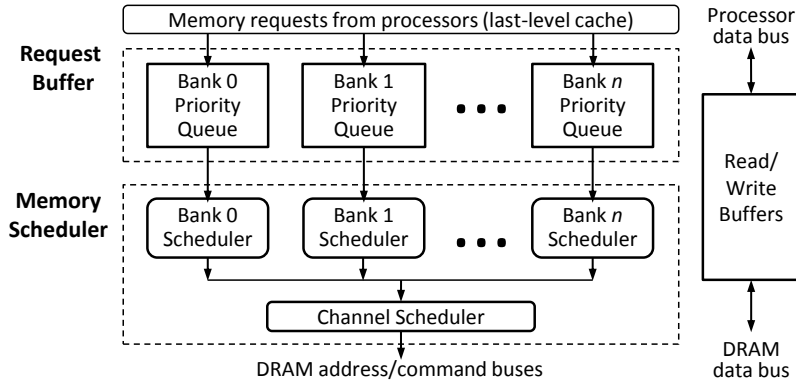 Memory requests from processors (last-level cache)
Request
Buffer
Bank 0
Priority
Queue
Bank 1
Priority
Queue
Bank n
Priority
Queue
Memory
Scheduler
Bank 0
Scheduler
Bank 1
Scheduler
Bank n
Scheduler
Channel Scheduler
DRAM address/command buses
Processor
data bus
Read/
Write
Buffers
DRAM
data bus